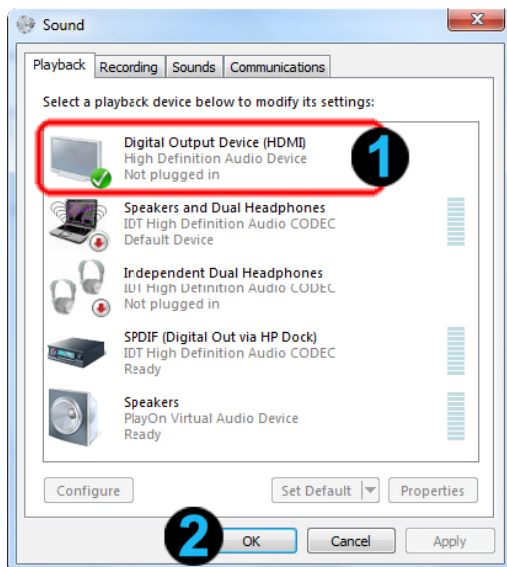 Sound
Playback Recording Sounds Communications
Select a playback device below to modify its settings:
Digital Output Device (HDMI)
High Definition Audio Device
Not plugged in
1
Speakers and Dual Headphones
IDT High Definition Audio CODEC
Default Device
Independent Dual Headphones
IDT High Definition Audio CODEC
Not plugged in
SPDIF (Digital Out via HP Dock)
IDT High Definition Audio CODEC
Ready
Speakers
PlayOn Virtual Audio Device
Ready
Configure Set Default Properties
2 OK Cancel Apply